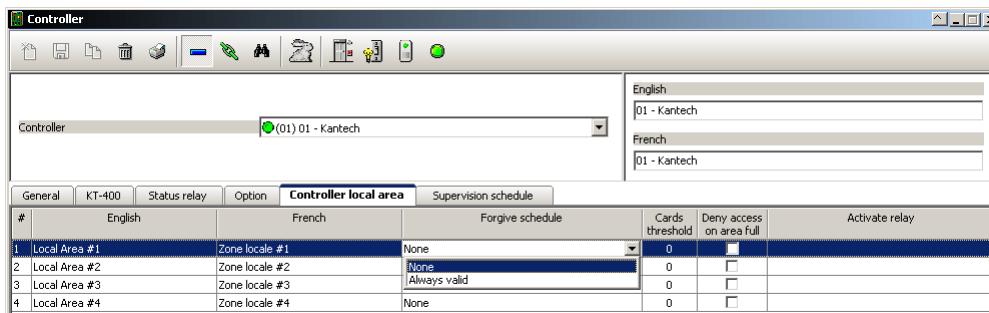 Controller
English
01 - Kantech
Controller (01) 01 - Kantech
French
01 - Kantech
General KT-400 Status relay Option Controller local area Supervision schedule
# English French Forgive schedule Cards threshold Deny access on area full Activate relay
1 Local Area #1 Zone locale #1 None 0
2 Local Area #2 Zone locale #2 None 0
3 Local Area #3 Zone locale #3 Always valid 0
4 Local Area #4 Zone locale #4 None 0